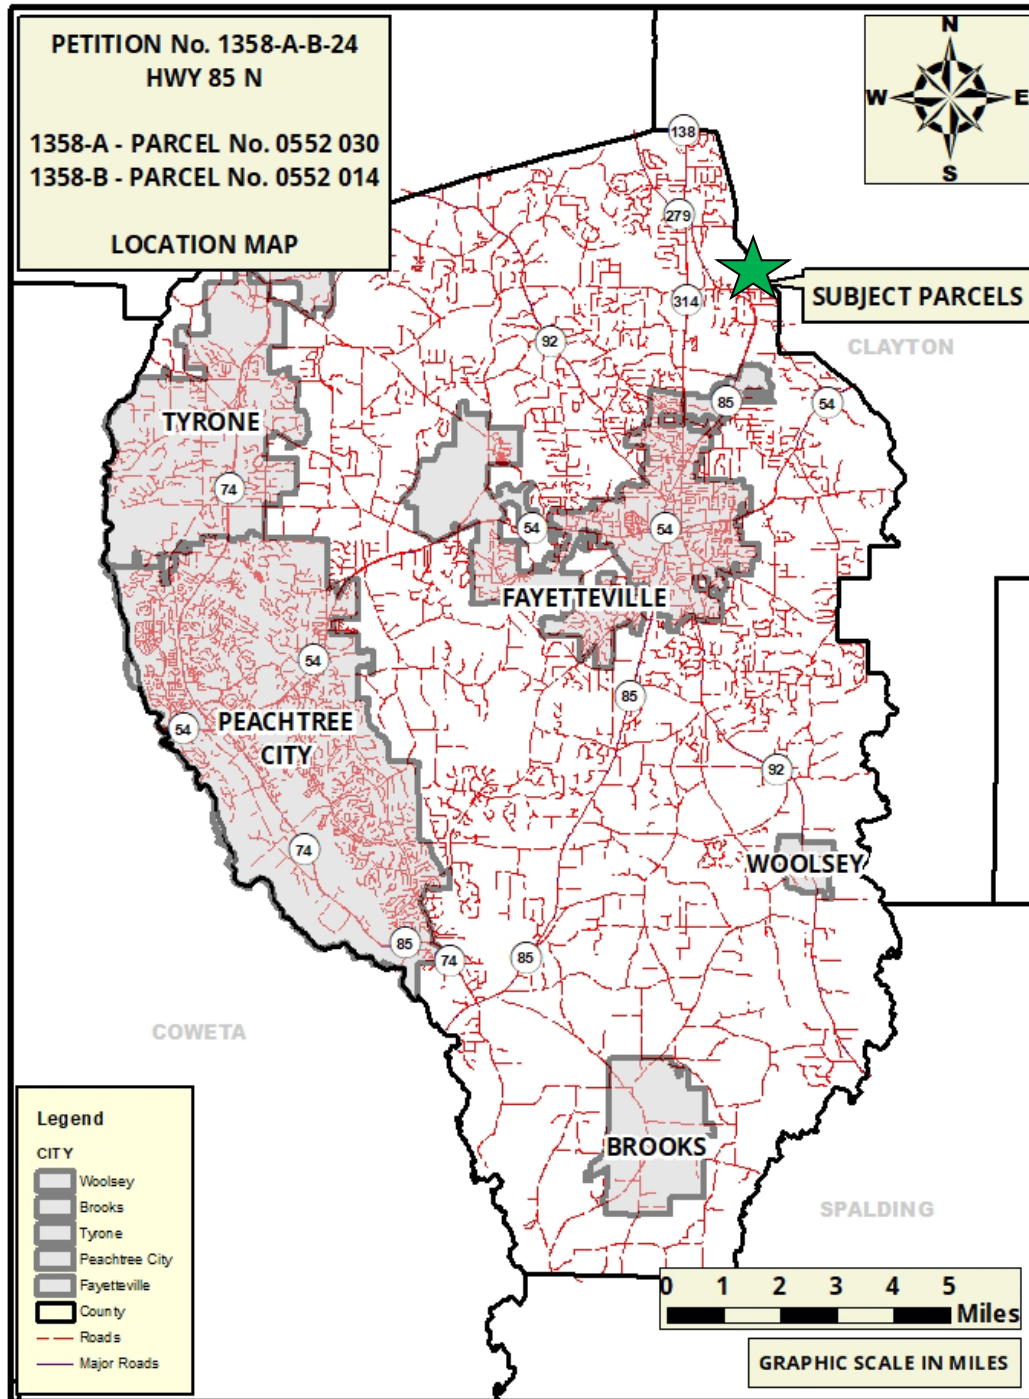 PETITION No. 1358-A-B-24
HWY 85 N
1358-A - PARCEL No. 0552 030
1358-B - PARCEL No. 0552 014
LOCATION MAP
N
W
E
S
138
279
SUBJECT PARCELS
314
92
CLAYTON
85
54
TYRONE
74
54
54
FAYETTEVILLE
54
85
PEACHTREE
CITY
54
92
74
WOOLSEY
85
74
85
COWETA
BROOKS
SPALDING
Legend
CITY
Woolsey
Brooks
Tyrone
Peachtree City
Fayetteville
County
Roads
Major Roads
0 1 2 3 4 5
Miles
GRAPHIC SCALE IN MILES